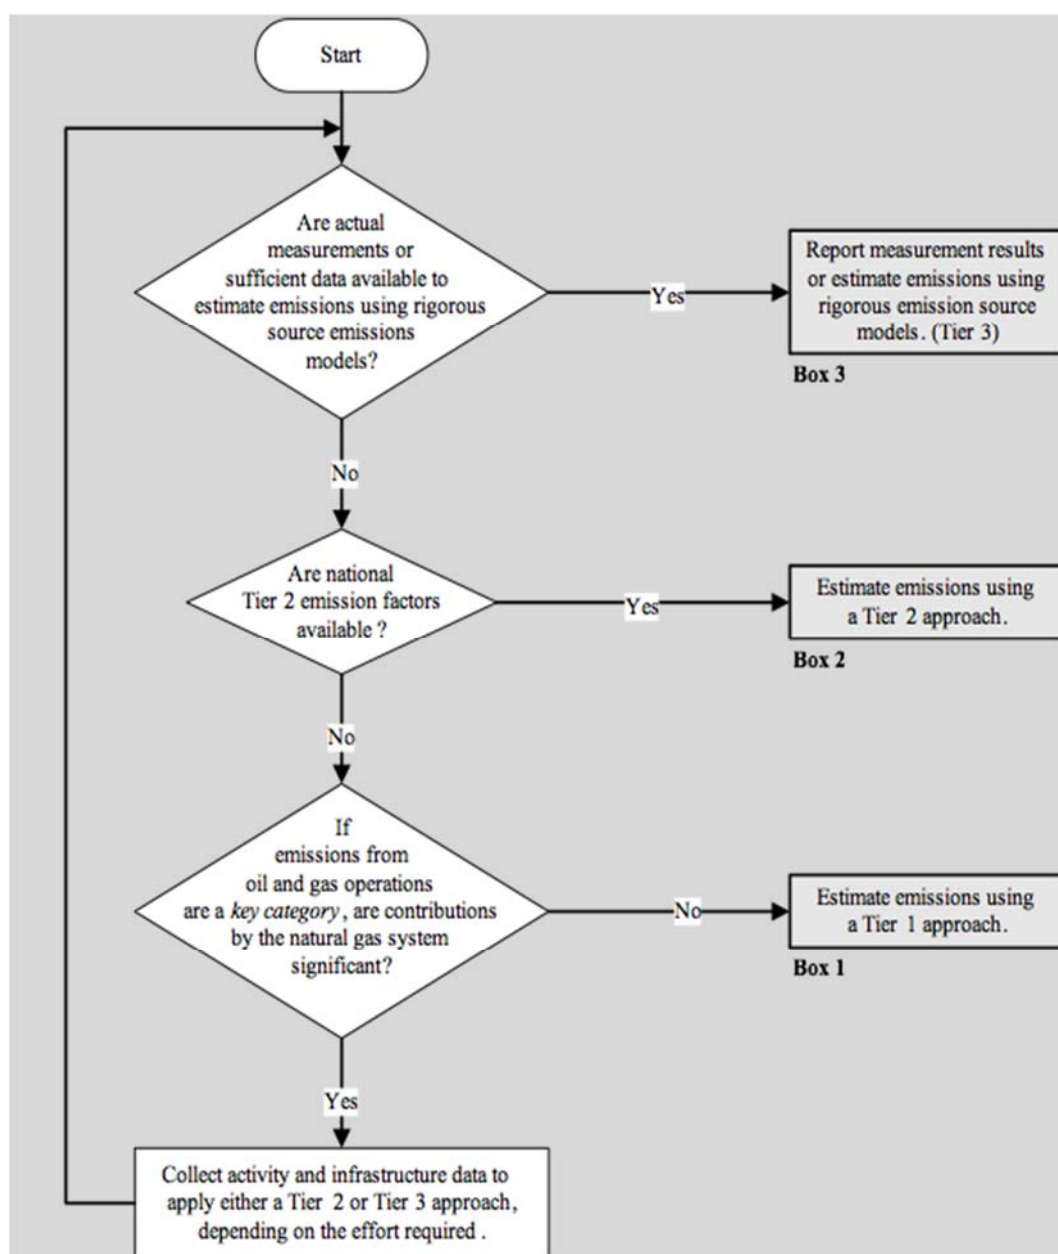 Start
Are actual
measurements or
sufficient data available to
estimate emissions using rigorous
source emissions
models?
Yes
Report measurement results
or estimate emissions using
rigorous emission source
models. (Tier 3)
Box 3
No
Are national
Tier 2 emission factors
available ?
Yes
Estimate emissions using
a Tier 2 approach.
Box 2
No
If
emissions from
oil and gas operations
are a key category, are contributions
by the natural gas system
significant?
No
Estimate emissions using
a Tier 1 approach.
Box 1
Yes
Collect activity and infrastructure data to
apply either a Tier 2 or Tier 3 approach,
depending on the effort required .